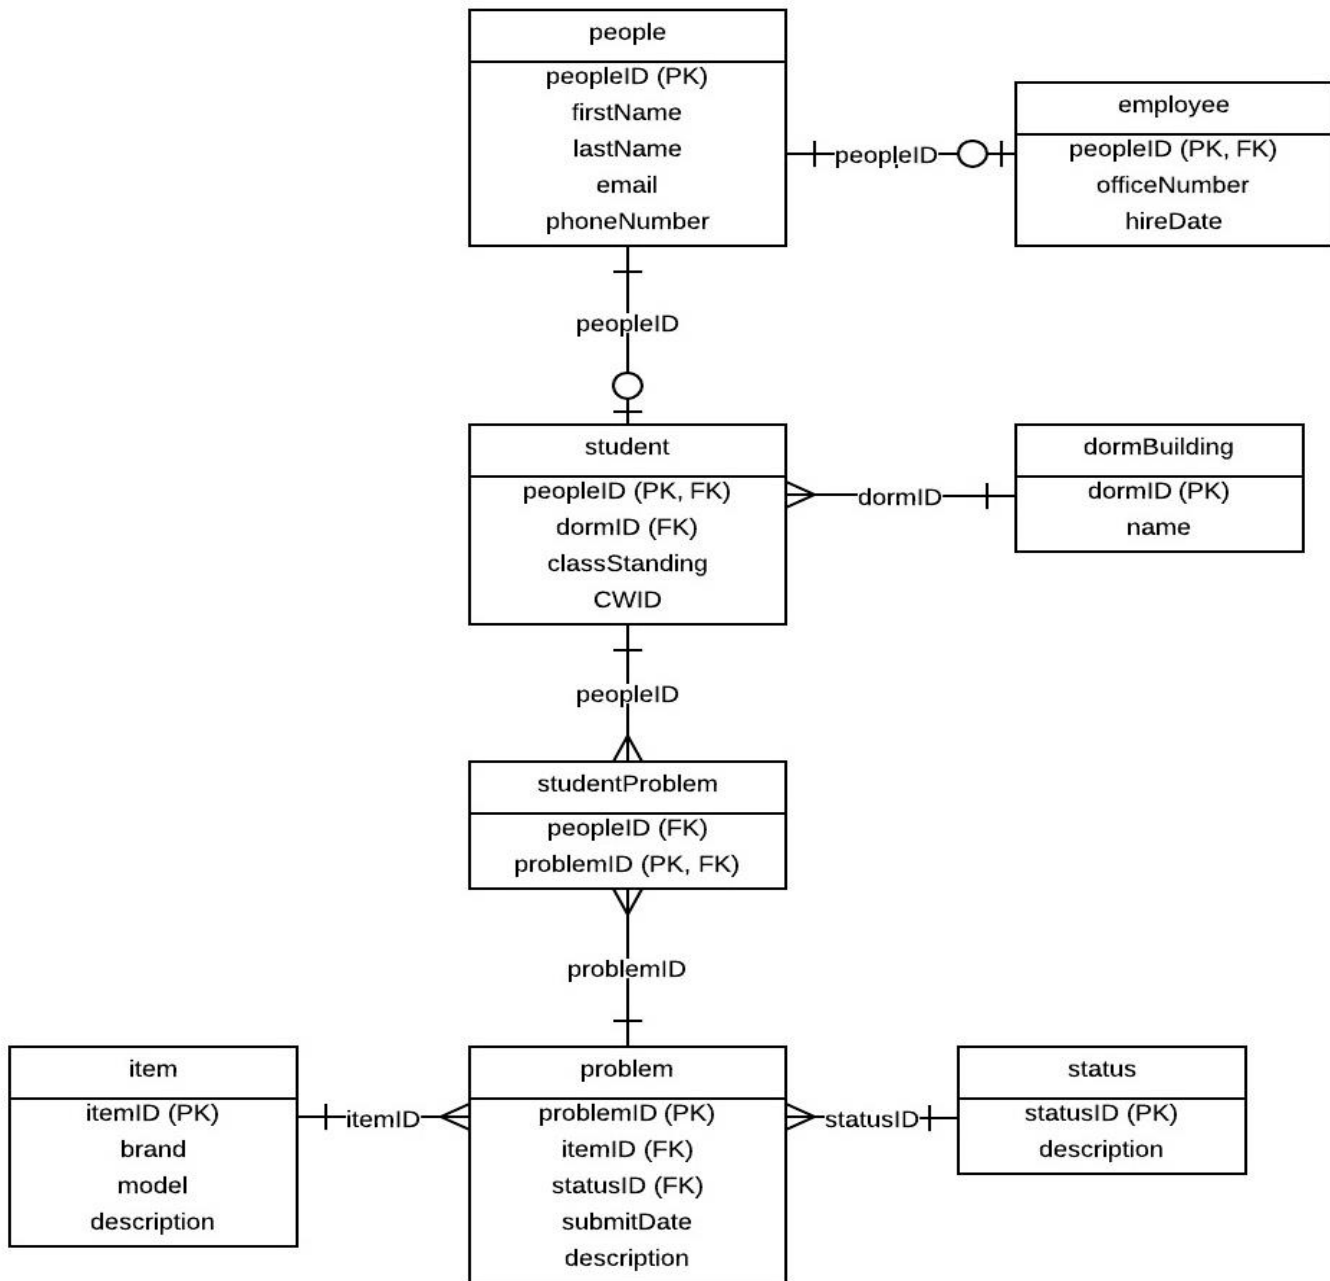 people
peopleID (PK)
firstName
lastName
email
phoneNumber
peopleID
employee
peopleID (PK, FK)
officeNumber
hireDate
peopleID
student
peopleID (PK, FK)
dormID (FK)
classStanding
CWID
dormID
dormBuilding
dormID (PK)
name
peopleID
studentProblem
peopleID (FK)
problemID (PK, FK)
problemID
item
itemID (PK)
brand
model
description
itemID
problem
problemID (PK)
itemID (FK)
statusID (FK)
submitDate
description
statusID
status
statusID (PK)
description